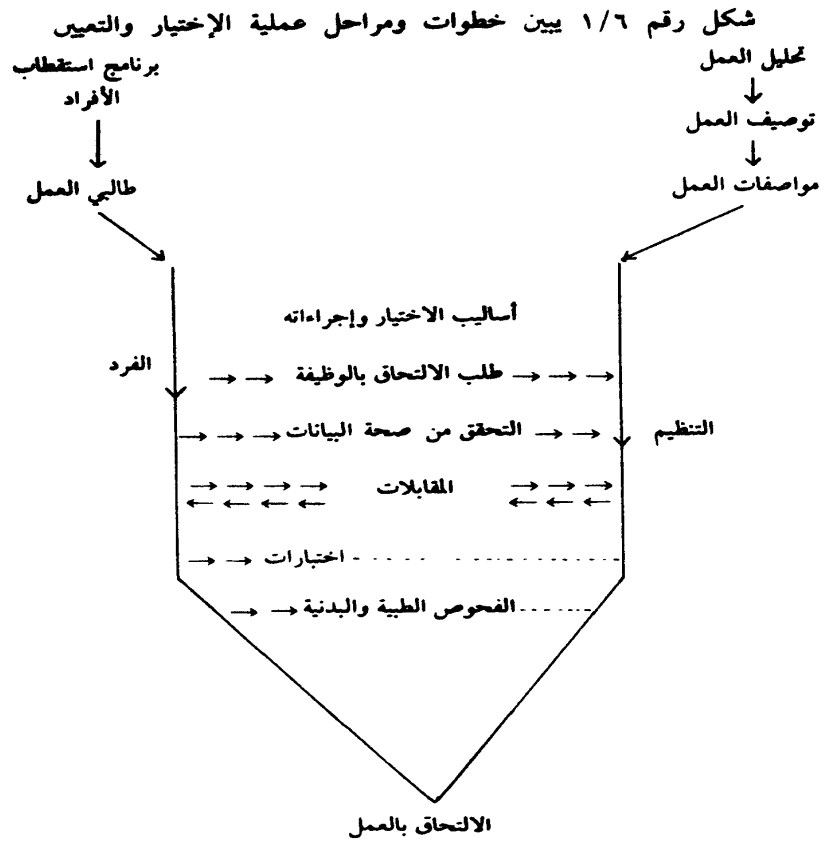 شكل رقم ١/٦ يبين خطوات ومراحل عملية الإختيار والتعيين
تحليل العمل
توصيف العمل
مواصفات العمل
برنامج استقطاب
الأفراد
طالبي العمل
أساليب الاختيار وإجراءاته
طلب الالتحاق بالوظيفة
الفرد
التحقق من صحة البيانات
التنظيم
المقابلات
اختبارات
الفحوص الطبية والبدنية
الالتحاق بالعمل